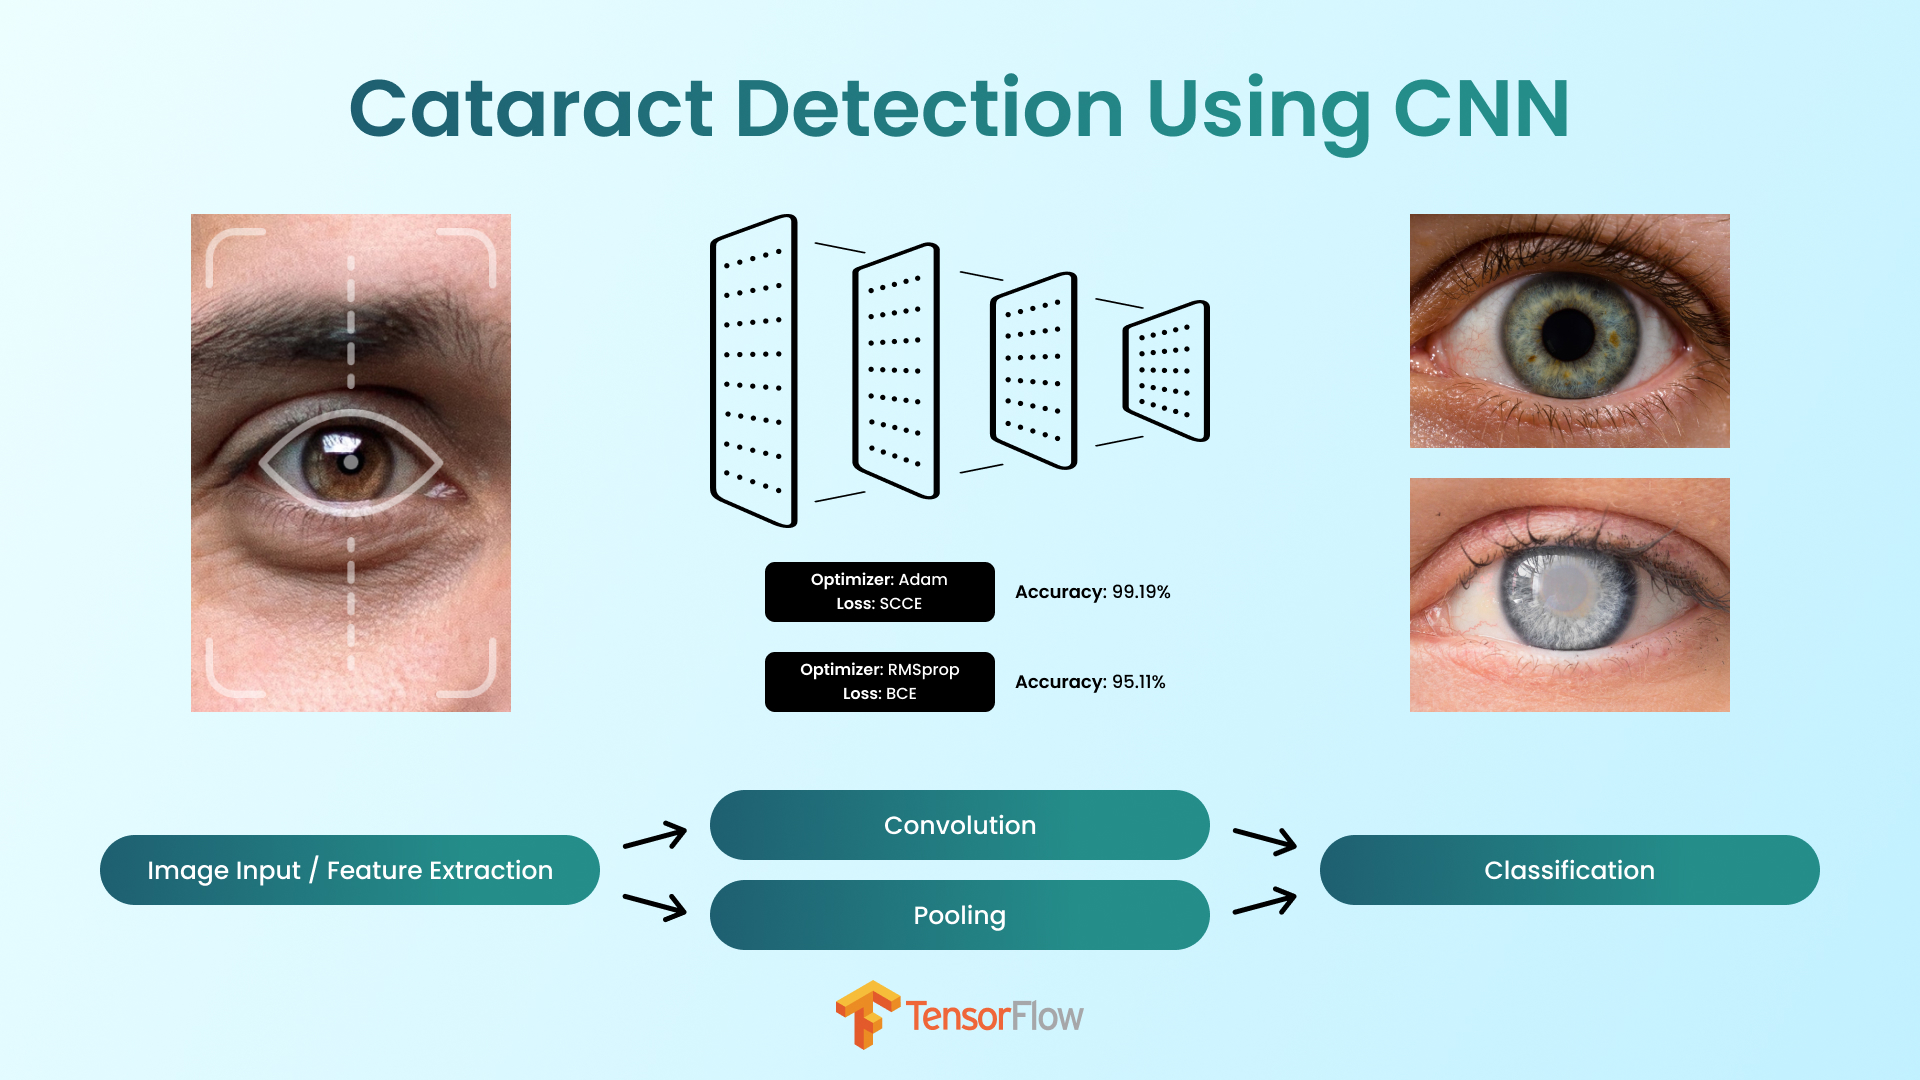 Cataract Detection Using CNN
Optimizer: Adam
Loss: SCCE
Accuracy: 99.19%
Optimizer: RMSprop
Loss: BCE
Accuracy: 95.11%
Image Input / Feature Extraction
Convolution
Pooling
Classification
TensorFlow